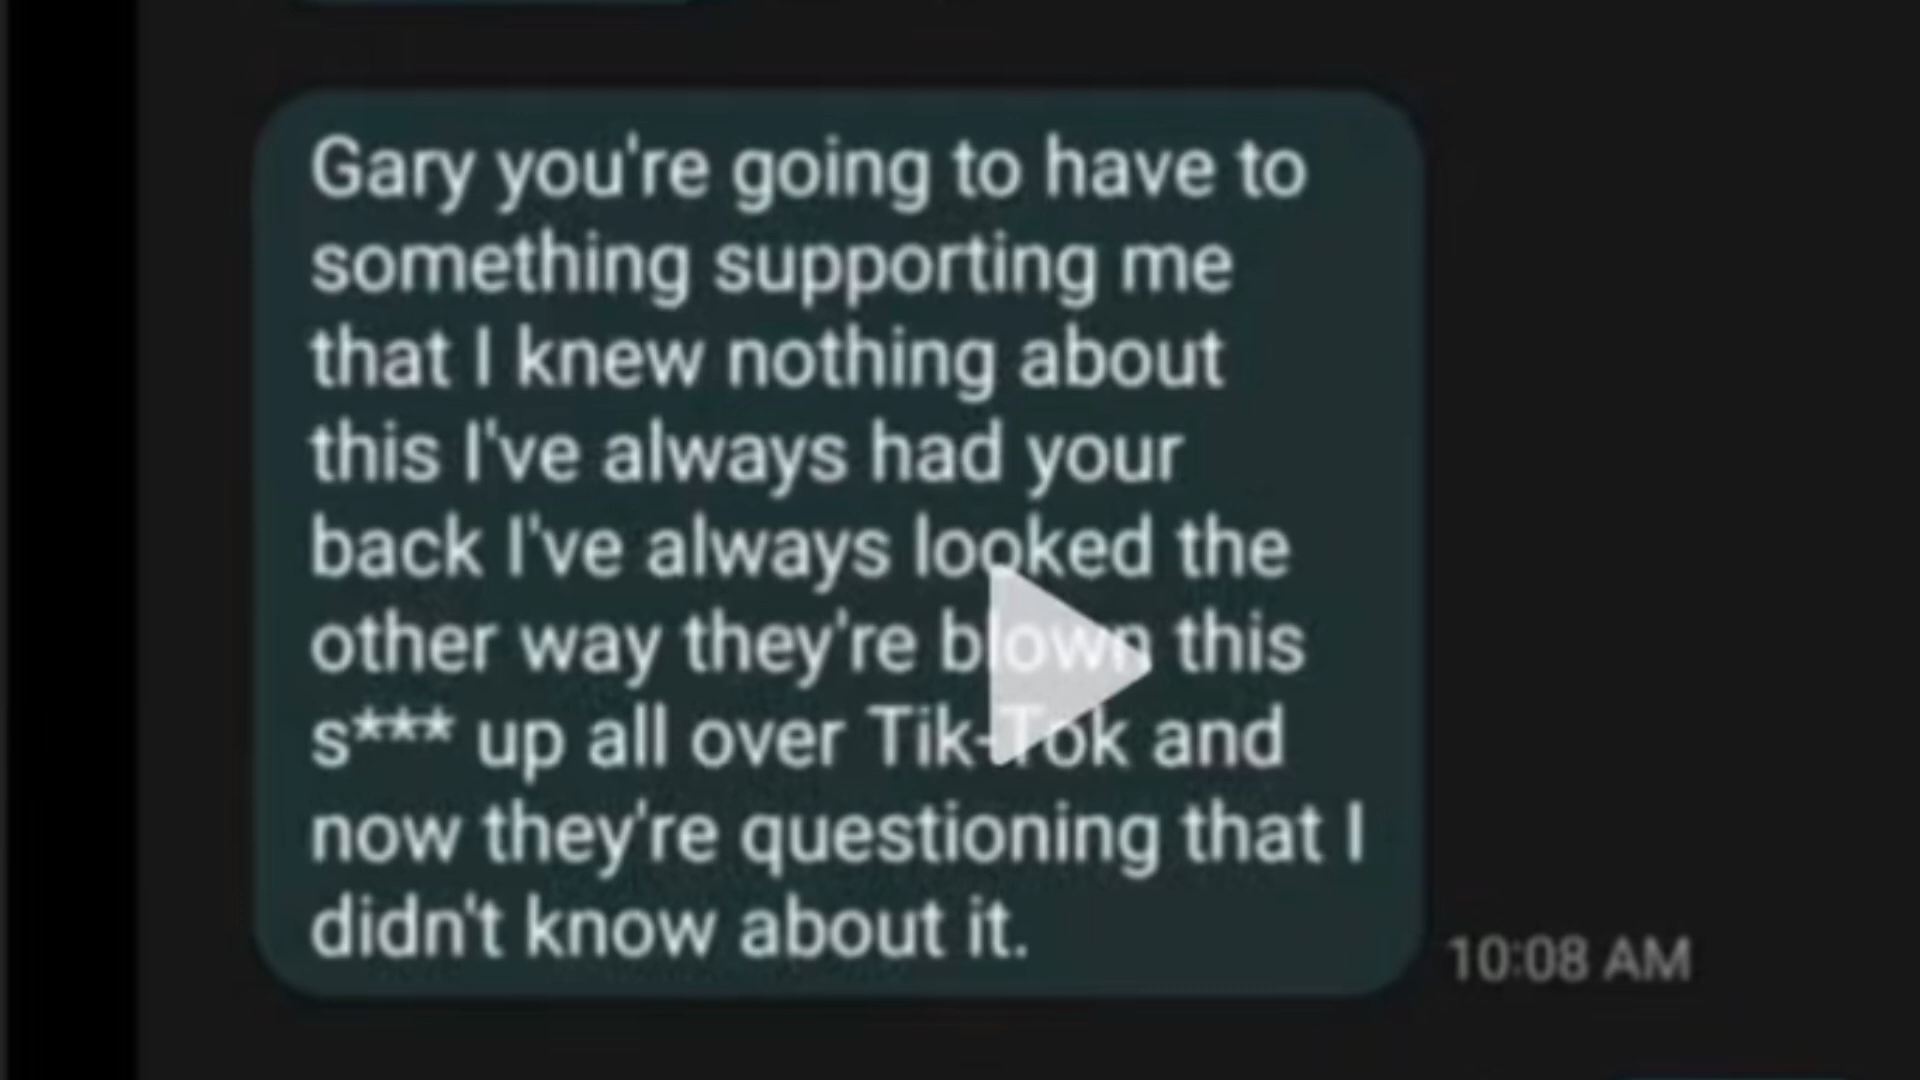 Gary you're going to have to
something supporting me
that I knew nothing about
this I've always had your
back I've always looked the
other way they're blown this
s*** up all over Tik-Tok and
now they're questioning that I
didn't know about it.
10:08 AM